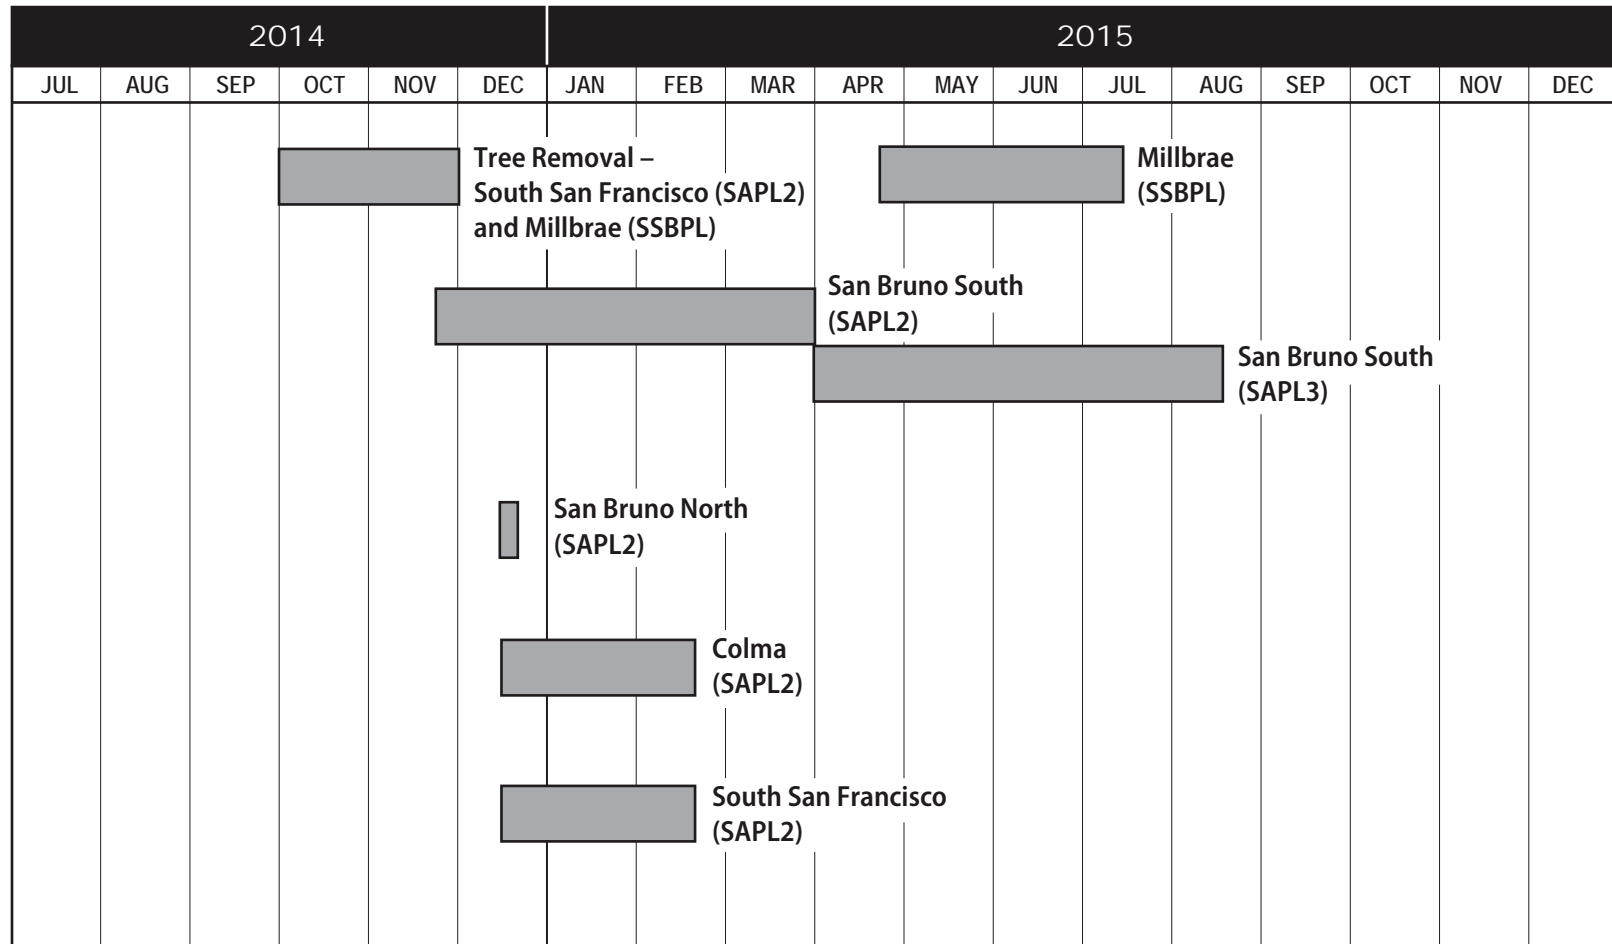 2014 2015
JUL AUG SEP OCT NOV DEC JAN FEB MAR APR MAY JUN JUL AUG SEP OCT NOV DEC
Tree Removal –
South San Francisco (SAPL2)
and Millbrae (SSBPL)
Millbrae
(SSBPL)
San Bruno South
(SAPL2)
San Bruno South
(SAPL3)
San Bruno North
(SAPL2)
Colma
(SAPL2)
South San Francisco
(SAPL2)